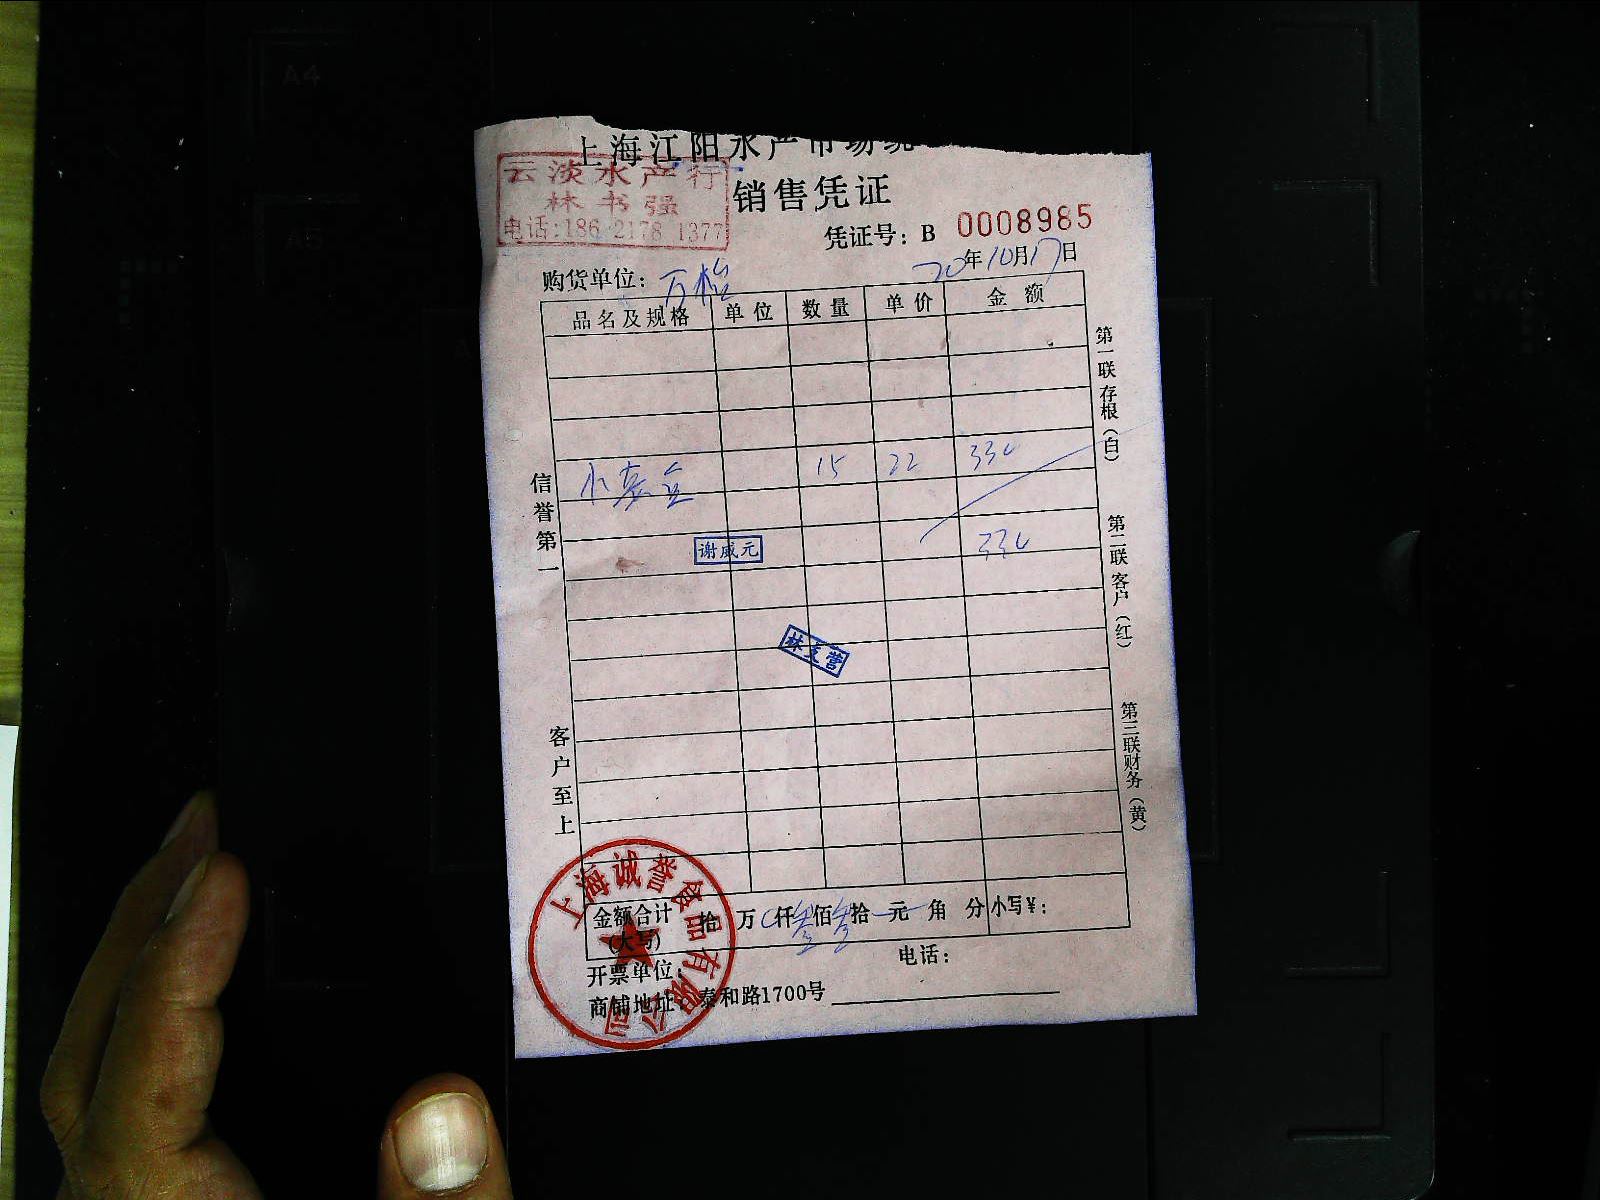 上海江阳水产市场统
云淡水产行
林书强
电话:186 2178 1377
销售凭证
凭证号: B 0008985
购货单位: 万怡
20年10月17日
品名及规格 单位 数量 单价 金额
小黄鱼 15 22 330
330
谢威元
林支营
信誉第一
客户至上
第一联存根(白)
第二联客户(红)
第三联财务(黄)
金额合计(大写) 拾 万 仟叁佰叁拾 元 角 分 小写¥:
开票单位: 电话:
商铺地址: 泰和路1700号
上海诚誉食品有限公司
A4
A5